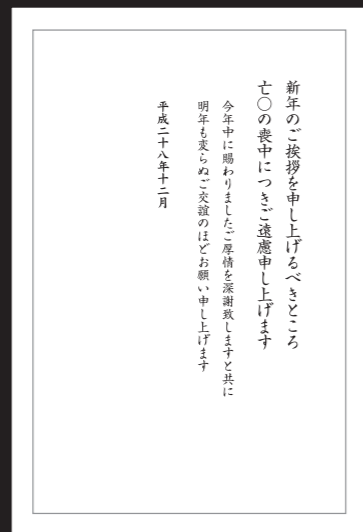 新年のご挨拶を申し上げるべきところ
亡〇の喪中につきご遠慮申し上げます
今年中に賜わりましたご厚情を深謝致しますと共に
明年も変らぬご交誼のほどお願い申し上げます
平成二十八年十二月